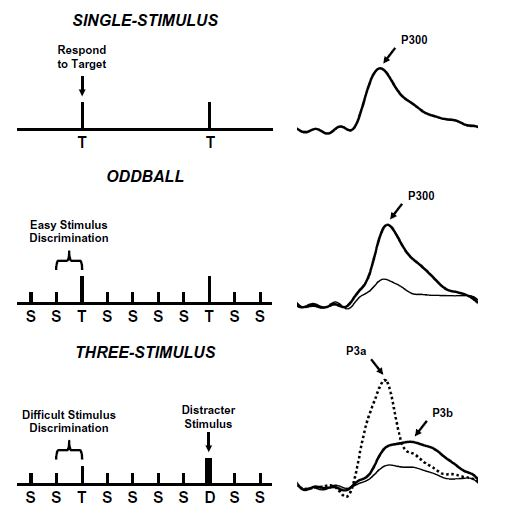 SINGLE-STIMULUS
Respond
to Target
T T
P300
ODDBALL
Easy Stimulus
Discrimination
S S T S S S S T S S
P300
THREE-STIMULUS
Difficult Stimulus
Discrimination
Distracter
Stimulus
S S T S S S S D S S
P3a
P3b